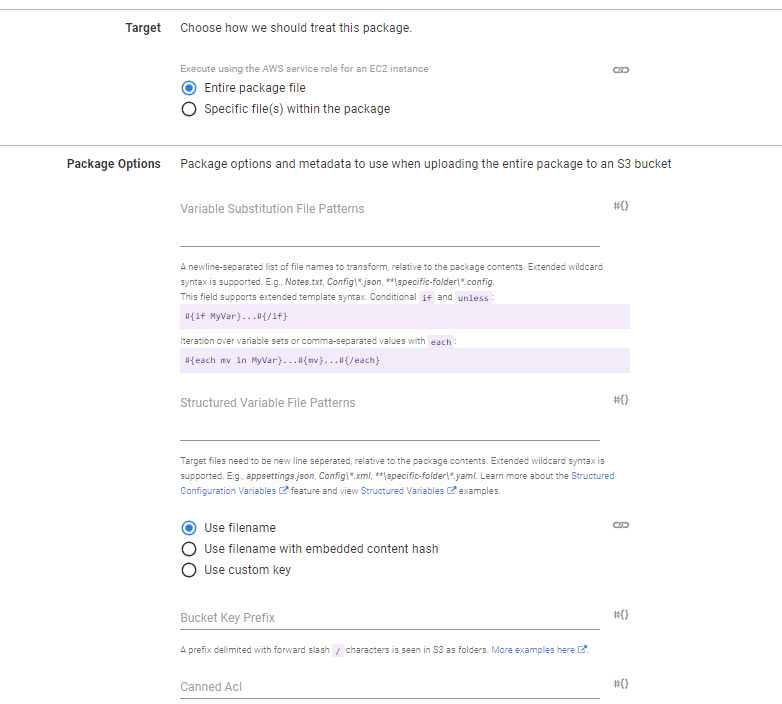 Target Choose how we should treat this package.
Execute using the AWS service role for an EC2 instance
Entire package file
Specific file(s) within the package
Package Options Package options and metadata to use when uploading the entire package to an S3 bucket
Variable Substitution File Patterns #{}
A newline-separated list of file names to transform, relative to the package contents. Extended wildcard
syntax is supported. E.g., Notes.txt, Config\*.json, **\specific-folder\*.config.
This field supports extended template syntax. Conditional if and unless:
#{if MyVar}...#{/if}
Iteration over variable sets or comma-separated values with each:
#{each mv in MyVar}...#{mv}...#{/each}
Structured Variable File Patterns #{}
Target files need to be new line seperated, relative to the package contents. Extended wildcard syntax is
supported. E.g., appsettings.json, Config\*.xml, **\specific-folder\*.yaml. Learn more about the Structured
Configuration Variables feature and view Structured Variables examples.
Use filename
Use filename with embedded content hash
Use custom key
Bucket Key Prefix #{}
A prefix delimited with forward slash / characters is seen in S3 as folders. More examples here.
Canned Acl #{}